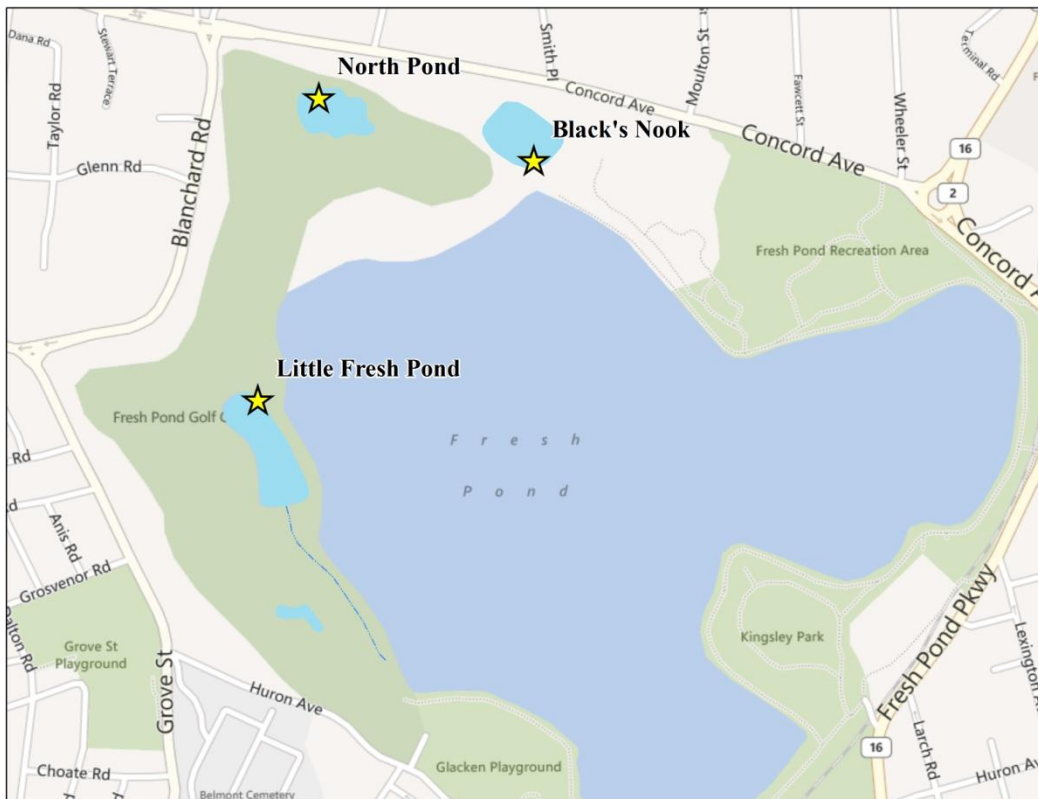 Dana Rd
Stewart Terrace
Taylor Rd
Glenn Rd
Blanchard Rd
North Pond
Smith Pl
Concord Ave
Moulton St
St
Fawcett St
Wheeler St
Terminal Rd
Black's Nook
Concord Ave
16
2
Concord A
Fresh Pond Recreation Area
Little Fresh Pond
Fresh Pond Golf C
Fresh
Pond
Rd
Rd
Anis Rd
Grosvenor Rd
Dalton Rd
Grove St
Playground
Grove St
Huron Ave
Choate Rd
Belmont Cemetery
Glacken Playground
Kingsley Park
Fresh Pond Pkwy
Lexington A
Larch Rd
16
Huron Ave